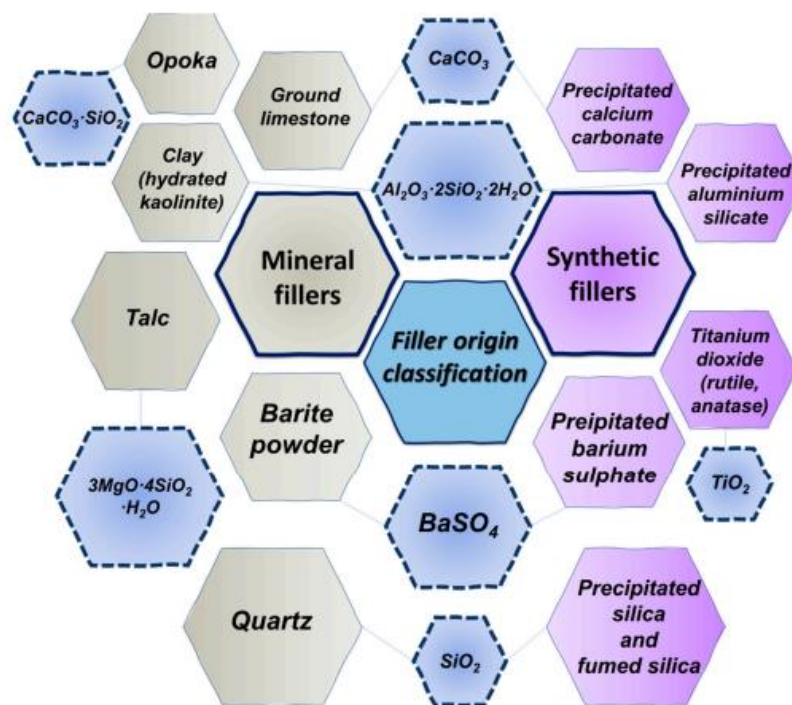 Opoka
CaCO₃·SiO₂
Ground
limestone
CaCO₃
Precipitated
calcium
carbonate
Clay
(hydrated
kaolinite)
Al₂O₃·2SiO₂·2H₂O
Precipitated
aluminium
silicate
Mineral
fillers
Synthetic
fillers
Filler origin
classification
Talc
3MgO·4SiO₂
·H₂O
Barite
powder
BaSO₄
Preipitated
barium
sulphate
Titanium
dioxide
(rutile,
anatase)
TiO₂
Quartz
SiO₂
Precipitated
silica
and
fumed silica